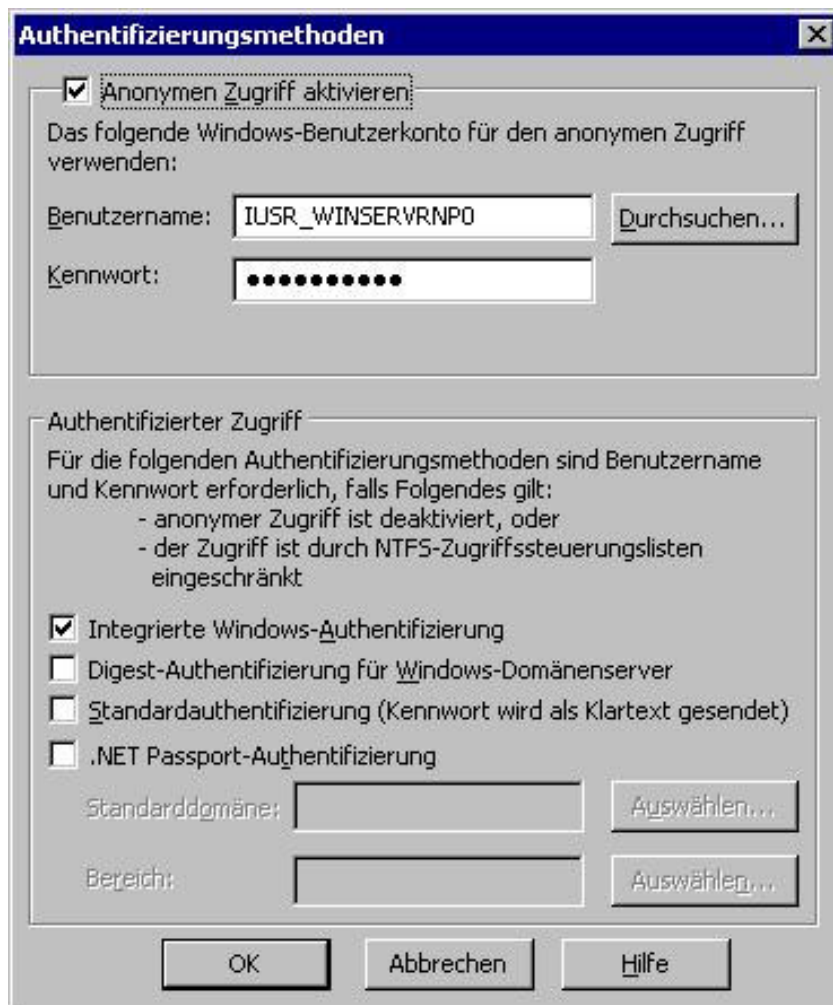 Authentifizierungsmethoden
Anonymen Zugriff aktivieren
Das folgende Windows-Benutzerkonto für den anonymen Zugriff
verwenden:
Benutzername: IUSR_WINSERVRNP0 Durchsuchen...
Kennwort: ●●●●●●●●●●
Authentifizierter Zugriff
Für die folgenden Authentifizierungsmethoden sind Benutzername
und Kennwort erforderlich, falls Folgendes gilt:
- anonymer Zugriff ist deaktiviert, oder
- der Zugriff ist durch NTFS-Zugriffssteuerungslisten
eingeschränkt
Integrierte Windows-Authentifizierung
Digest-Authentifizierung für Windows-Domänenserver
Standardauthentifizierung (Kennwort wird als Klartext gesendet)
.NET Passport-Authentifizierung
Standarddomäne: Auswählen...
Bereich: Auswählen...
OK Abbrechen Hilfe